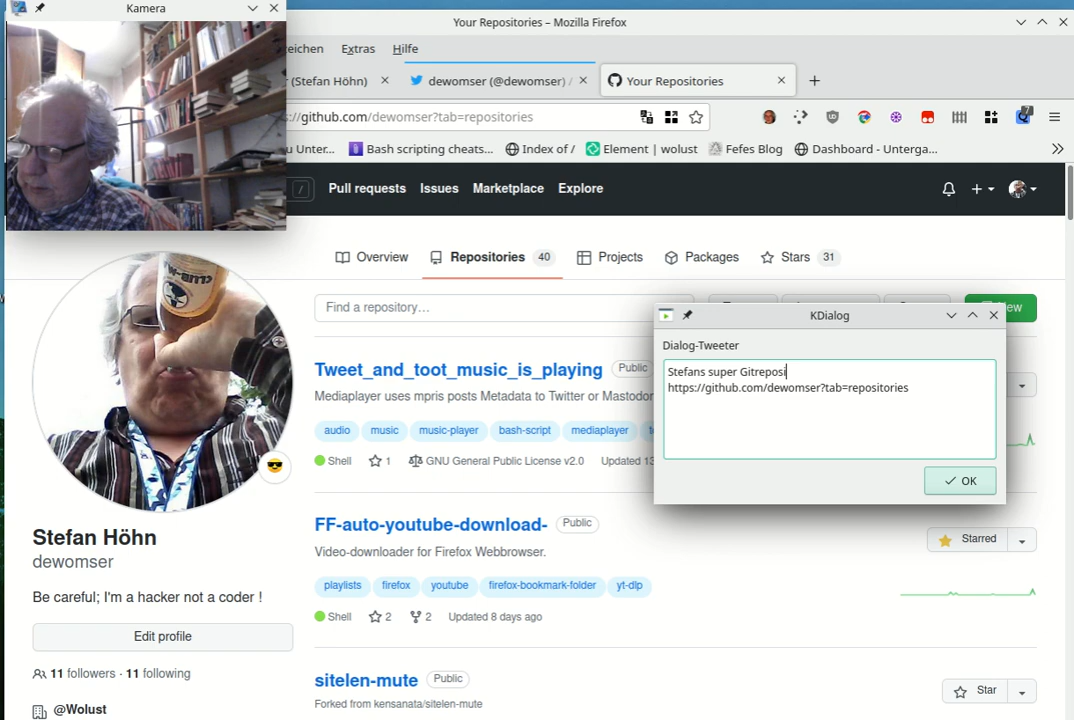 Kamera
Your Repositories – Mozilla Firefox
eichen Extras Hilfe
(Stefan Höhn)
dewomser (@dewomser) /
Your Repositories
://github.com/dewomser?tab=repositories
7
u Unter...
Bash scripting cheats...
Index of /
Element | wolust
Fefes Blog
Dashboard - Unterga...
/
Pull requests Issues Marketplace Explore
Overview
Repositories 40
Projects
Packages
Stars 31
Find a repository…
ew
Tweet_and_toot_music_is_playing Public
Mediaplayer uses mpris posts Metadata to Twitter or Mastodon
audio music music-player bash-script mediaplayer
Shell 1 GNU General Public License v2.0 Updated 13
KDialog
Dialog-Tweeter
Stefans super Gitreposi
https://github.com/dewomser?tab=repositories
OK
FF-auto-youtube-download- Public
Video-downloader for Firefox Webbrowser.
playlists firefox youtube firefox-bookmark-folder yt-dlp
Shell 2 2 Updated 8 days ago
Starred
sitelen-mute Public
Forked from kensanata/sitelen-mute
Star
Stefan Höhn
dewomser
Be careful; I'm a hacker not a coder !
Edit profile
11 followers · 11 following
@Wolust